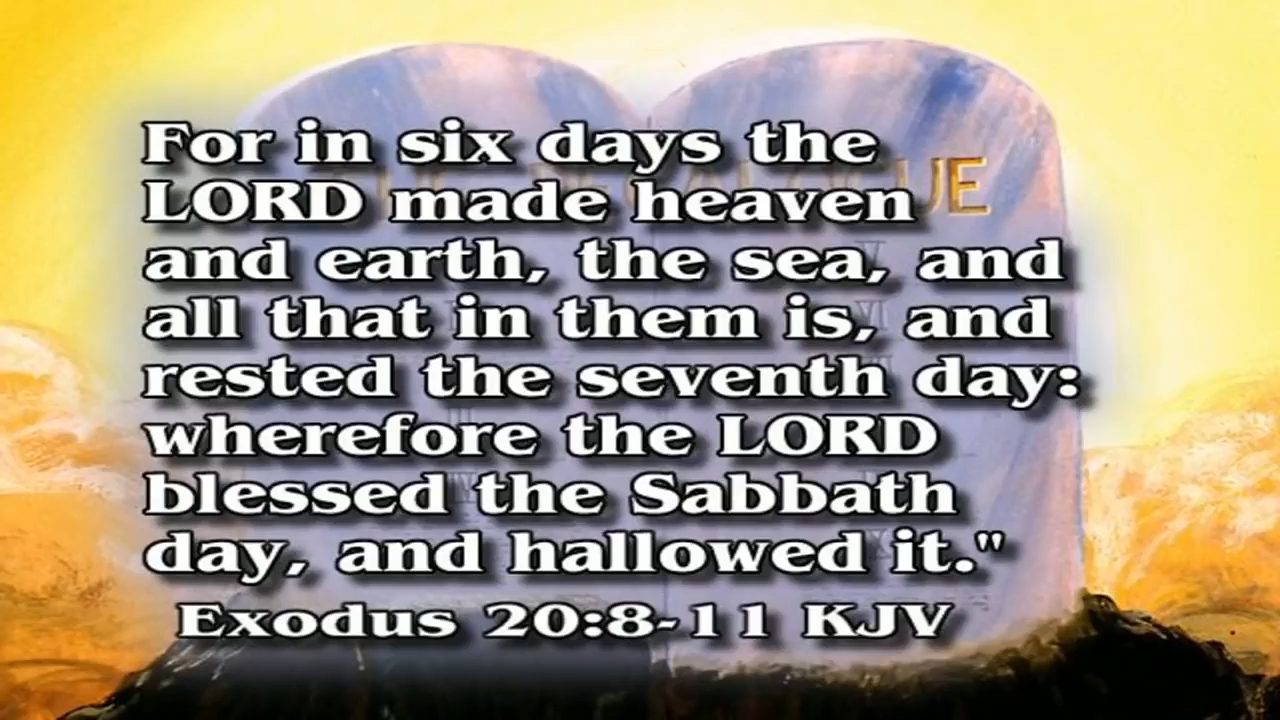 For in six days the
LORD made heaven
and earth, the sea, and
all that in them is, and
rested the seventh day:
wherefore the LORD
blessed the Sabbath
day, and hallowed it."
Exodus 20:8-11 KJV